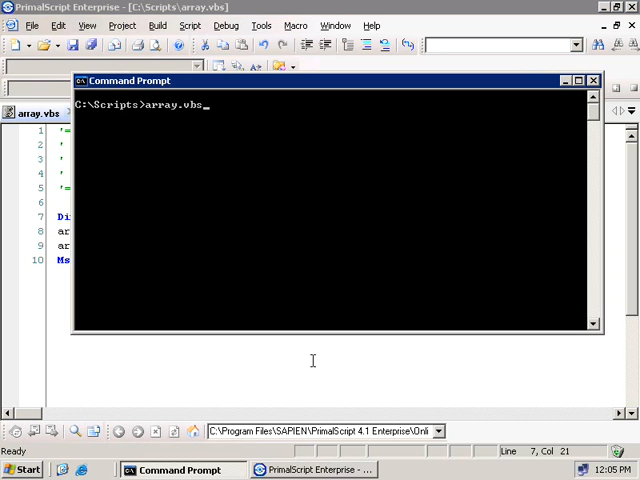 PrimalScript Enterprise - [C:\Scripts\array.vbs]
File Edit View Project Script Debug Tools Macro Window Help
Command Prompt
C:\Scripts>array.vbs_
array.vbs
1 '=
2 '
3 '
4 '
5 '=
7 Di
8 ar
9 ar
10 Ms
C:\Program Files\SAPIEN\PrimalScript 4.1 Enterprise\Onli
Ready
Line 7, Col 21
Start
Command Prompt
PrimalScript Enterprise - ...
12:05 PM